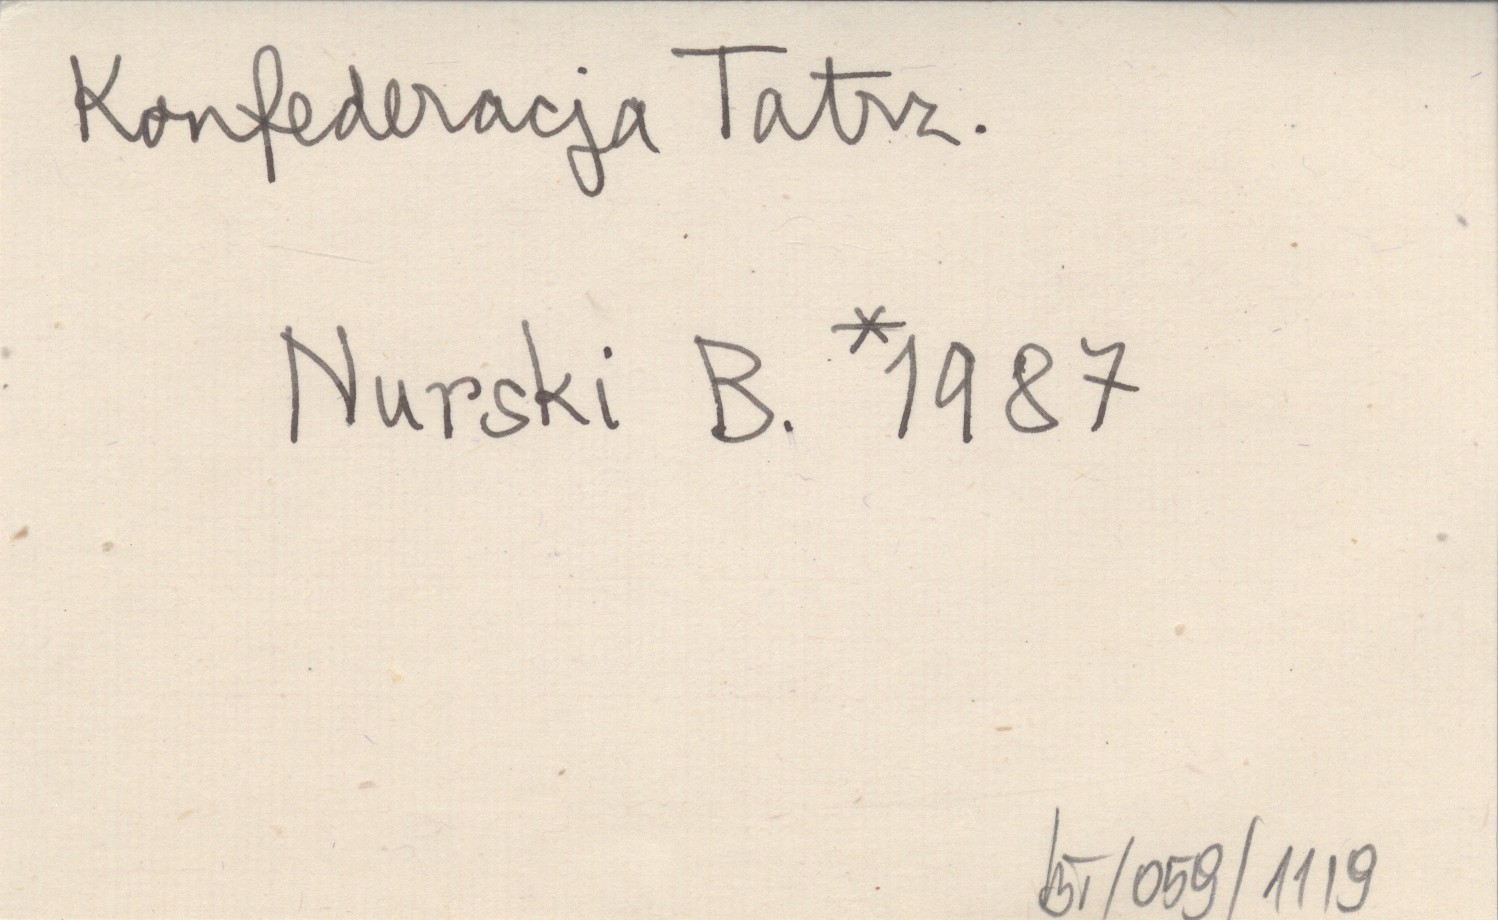 Konfederacja Tatrz.
Nurski B. *1987
BT/059/1119